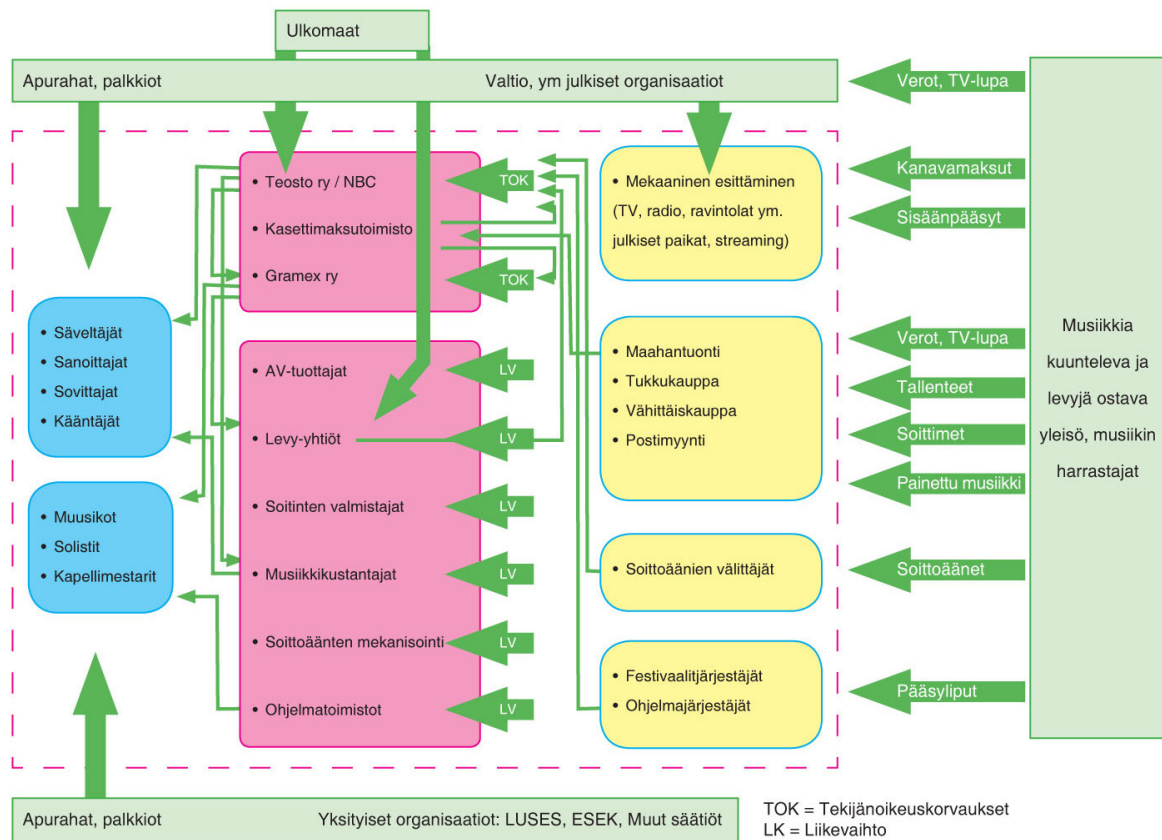 Ulkomaat
Apurahat, palkkiot
Valtio, ym julkiset organisaatiot
Verot, TV-lupa
Kanavamaksut
Sisäänpääsyt
• Teosto ry / NBC
Kasettimaksutoimisto
• Gramex ry
TOK
TOK
• Mekaaninen esittäminen
(TV, radio, ravintolat ym.
julkiset paikat, streaming)
• Säveltäjät
• Sanoittajat
• Sovittajat
• Kääntäjät
• Muusikot
• Solistit
• Kapellimestarit
• AV-tuottajat
• Levy-yhtiöt
• Soitinten valmistajat
• Musiikkikustantajat
• Soittoäänten mekanisointi
• Ohjelmatoimistot
LV
LV
LV
LV
LV
LV
• Maahantuonti
• Tukkukauppa
• Vähittäiskauppa
• Postimyynti
• Soittoäänien välittäjät
• Festivaalitjärjestäjät
• Ohjelmajärjestäjät
Verot, TV-lupa
Tallenteet
Soittimet
Painettu musiikki
Soittoäänet
Pääsyliput
Musiikkia
kuunteleva ja
levyjä ostava
yleisö, musiikin
harrastajat
Apurahat, palkkiot
Yksityiset organisaatiot: LUSES, ESEK, Muut säätiöt
TOK = Tekijänoikeuskorvaukset
LK = Liikevaihto